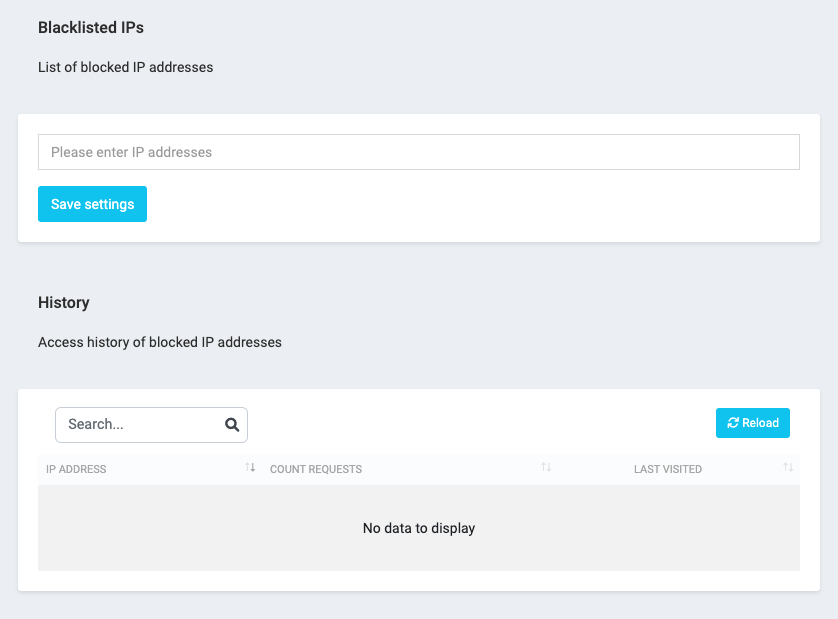 Blacklisted IPs
List of blocked IP addresses
Please enter IP addresses
Save settings
History
Access history of blocked IP addresses
Search...
Reload
IP ADDRESS COUNT REQUESTS LAST VISITED
No data to display